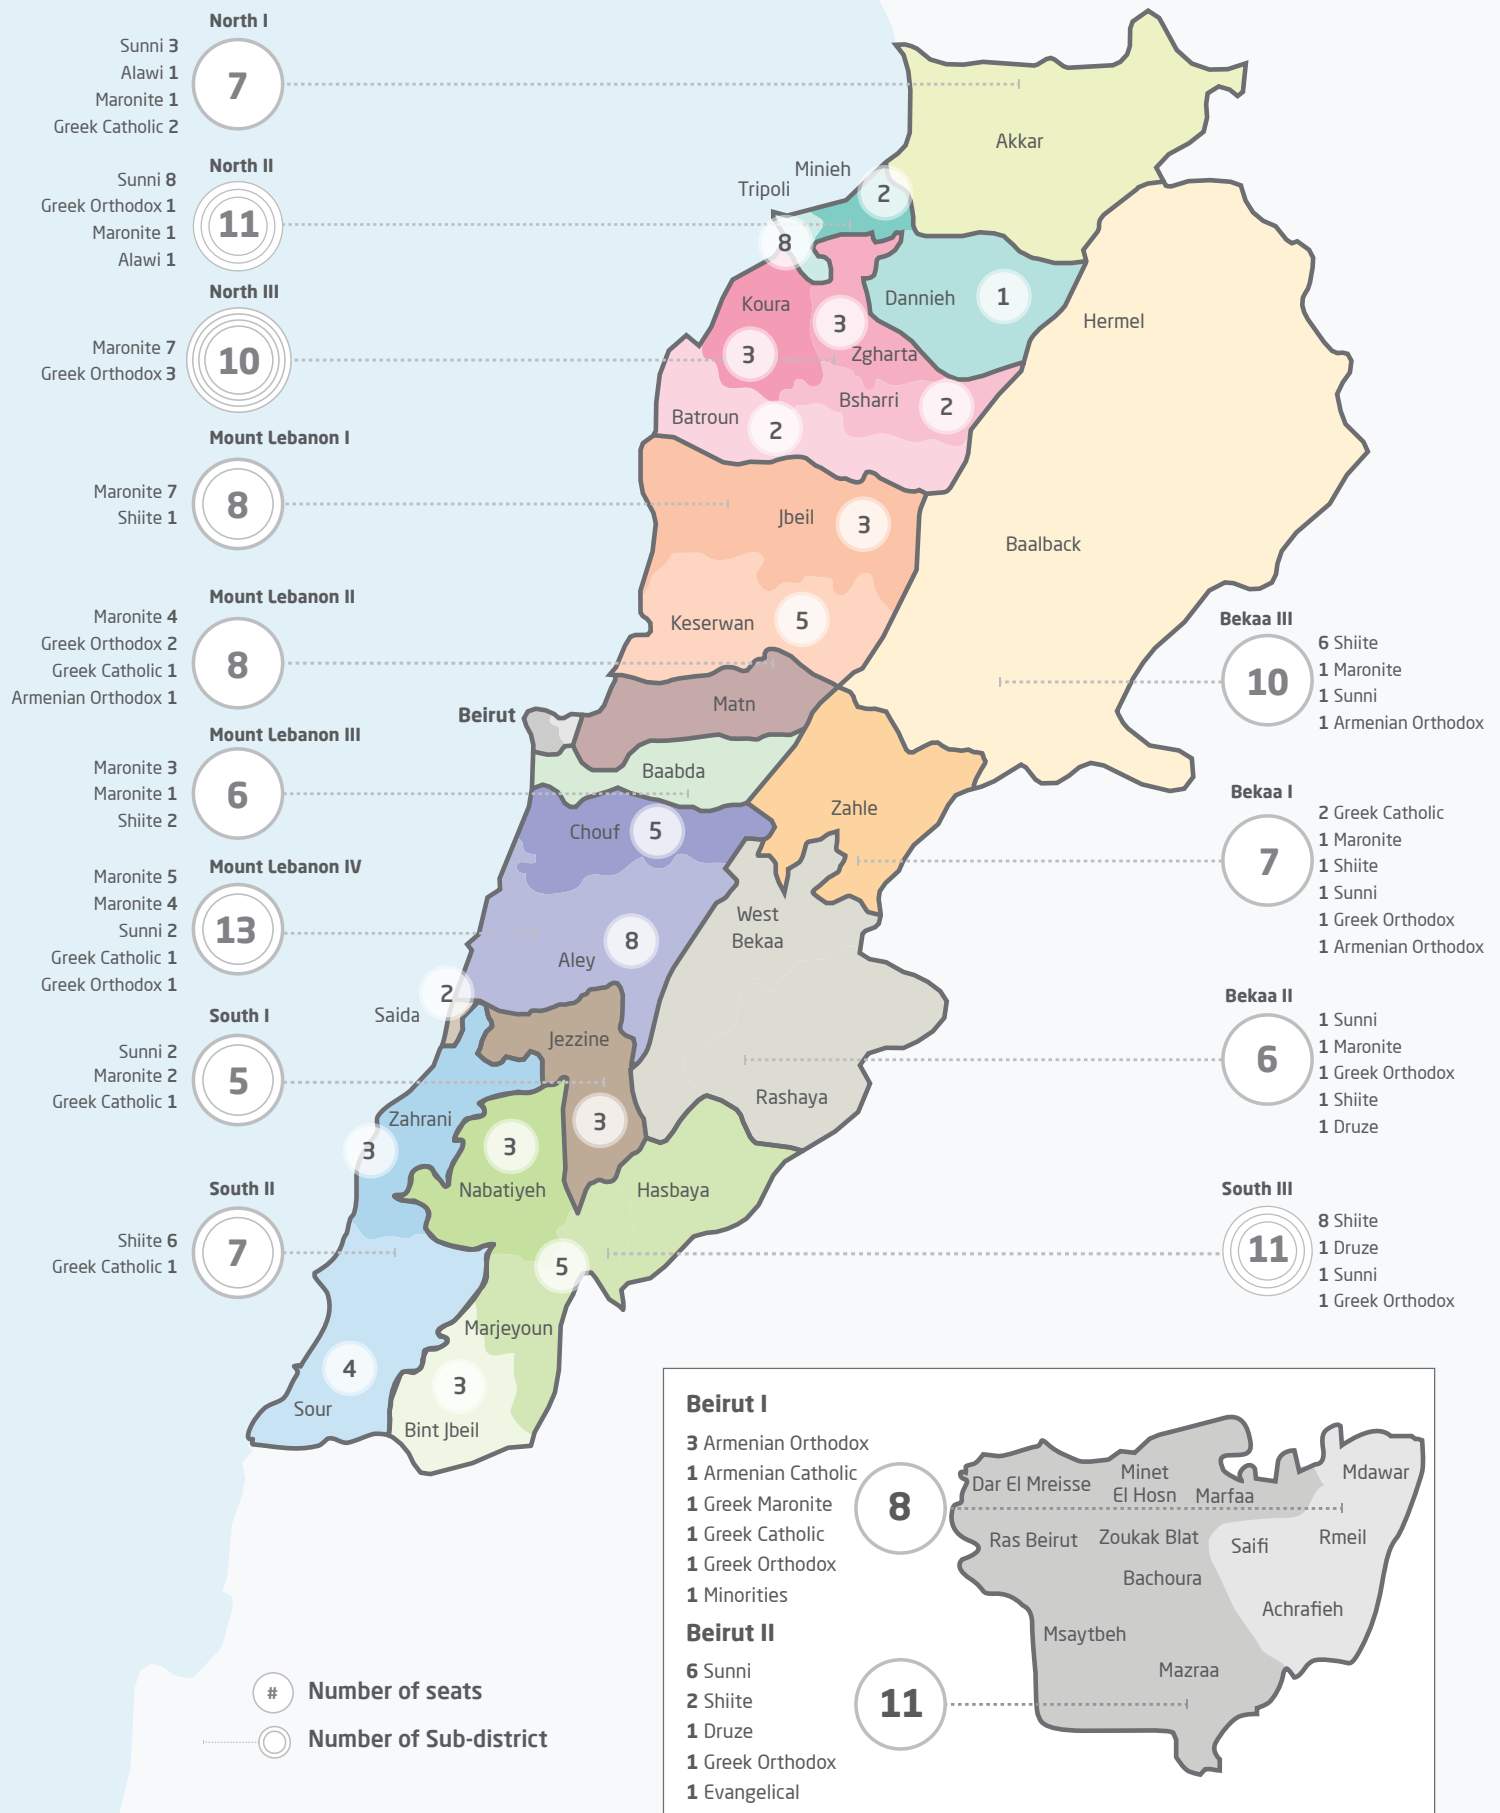 North I
Sunni 3
Alawi 1
Maronite 1
Greek Catholic 2
7
North II
Sunni 8
Greek Orthodox 1
Maronite 1
Alawi 1
11
North III
Maronite 7
Greek Orthodox 3
10
Mount Lebanon I
Maronite 7
Shiite 1
8
Mount Lebanon II
Maronite 4
Greek Orthodox 2
Greek Catholic 1
Armenian Orthodox 1
8
Mount Lebanon III
Maronite 3
Maronite 1
Shiite 2
6
Mount Lebanon IV
Maronite 5
Maronite 4
Sunni 2
Greek Catholic 1
Greek Orthodox 1
13
South I
Sunni 2
Maronite 2
Greek Catholic 1
5
South II
Shiite 6
Greek Catholic 1
7
Akkar
Minieh
2
Tripoli
8
Dannieh
1
Koura
3
Zgharta
3
Bsharri
2
Batroun
2
Hermel
Baalback
Jbeil
3
Keserwan
5
Matn
Beirut
Baabda
Zahle
Chouf
5
Aley
8
West
Bekaa
Rashaya
2
Saida
Jezzine
3
Zahrani
3
Nabatiyeh
3
Hasbaya
5
Marjeyoun
4
Sour
3
Bint Jbeil
Bekaa III
10
6 Shiite
1 Maronite
1 Sunni
1 Armenian Orthodox
Bekaa I
7
2 Greek Catholic
1 Maronite
1 Shiite
1 Sunni
1 Greek Orthodox
1 Armenian Orthodox
Bekaa II
6
1 Sunni
1 Maronite
1 Greek Orthodox
1 Shiite
1 Druze
South III
11
8 Shiite
1 Druze
1 Sunni
1 Greek Orthodox
Beirut I
3 Armenian Orthodox
1 Armenian Catholic
1 Greek Maronite
1 Greek Catholic
1 Greek Orthodox
1 Minorities
8
Beirut II
6 Sunni
2 Shiite
1 Druze
1 Greek Orthodox
1 Evangelical
11
Dar El Mreisse
Minet
El Hosn
Marfaa
Mdawar
Ras Beirut
Zoukak Blat
Saifi
Rmeil
Bachoura
Achrafieh
Msaytbeh
Mazraa
# Number of seats
Number of Sub-district